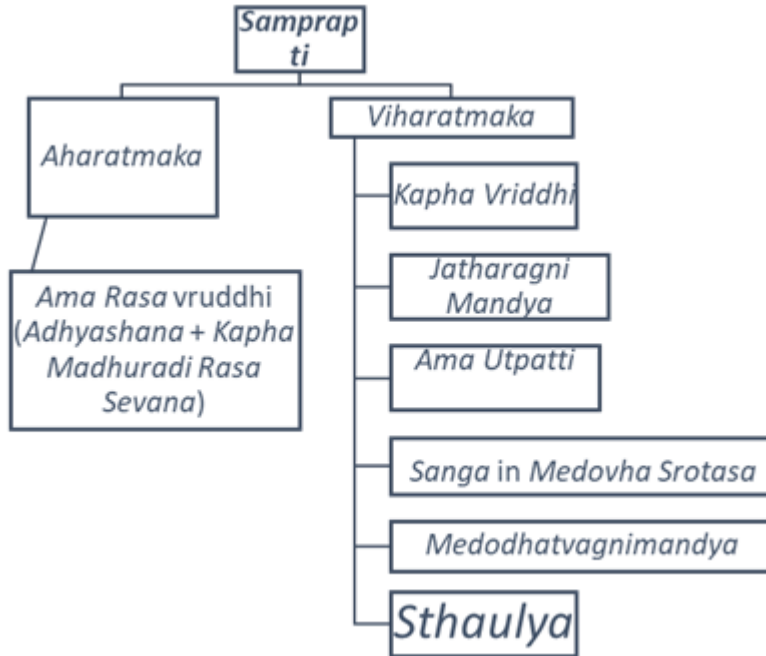 Samprap
ti
Aharatmaka
Viharatmaka
Ama Rasa vruddhi
(Adhyashana + Kapha
Madhuradi Rasa
Sevana)
Kapha Vriddhi
Jatharagni
Mandya
Ama Utpatti
Sanga in Medovha Srotasa
Medodhatvagnimandya
Sthaulya